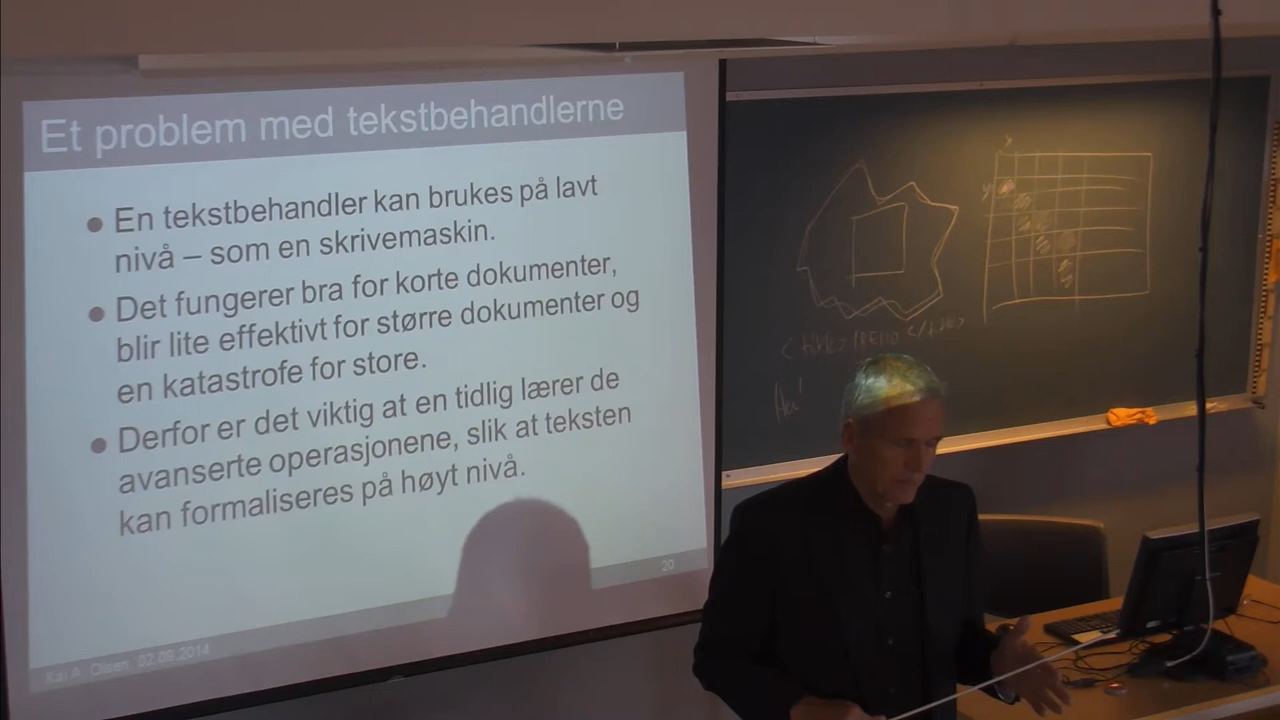 Et problem med tekstbehandlerne
● En tekstbehandler kan brukes på lavt
nivå – som en skrivemaskin.
● Det fungerer bra for korte dokumenter,
blir lite effektivt for større dokumenter og
en katastrofe for store.
● Derfor er det viktig at en tidlig lærer de
avanserte operasjonene, slik at teksten
kan formaliseres på høyt nivå.
20
Kai A. Olsen, 02.09.2014